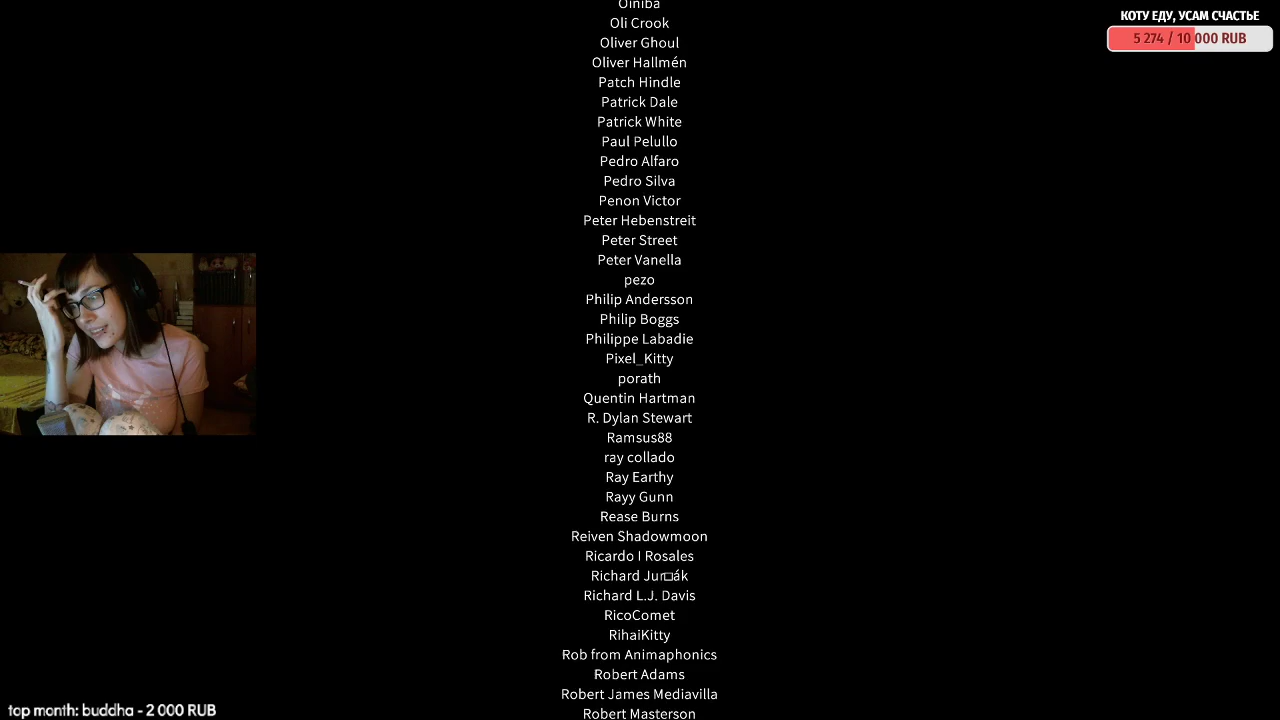 Oiniba
Oli Crook
Oliver Ghoul
Oliver Hallmén
Patch Hindle
Patrick Dale
Patrick White
Paul Pelullo
Pedro Alfaro
Pedro Silva
Penon Victor
Peter Hebenstreit
Peter Street
Peter Vanella
pezo
Philip Andersson
Philip Boggs
Philippe Labadie
Pixel_Kitty
porath
Quentin Hartman
R. Dylan Stewart
Ramsus88
ray collado
Ray Earthy
Rayy Gunn
Rease Burns
Reiven Shadowmoon
Ricardo I Rosales
Richard Jur□ák
Richard L.J. Davis
RicoComet
RihaiKitty
Rob from Animaphonics
Robert Adams
Robert James Mediavilla
Robert Masterson
КОТУ ЕДУ, УСАМ СЧАСТЬЕ
5 274 / 10 000 RUB
top month: buddha - 2 000 RUB